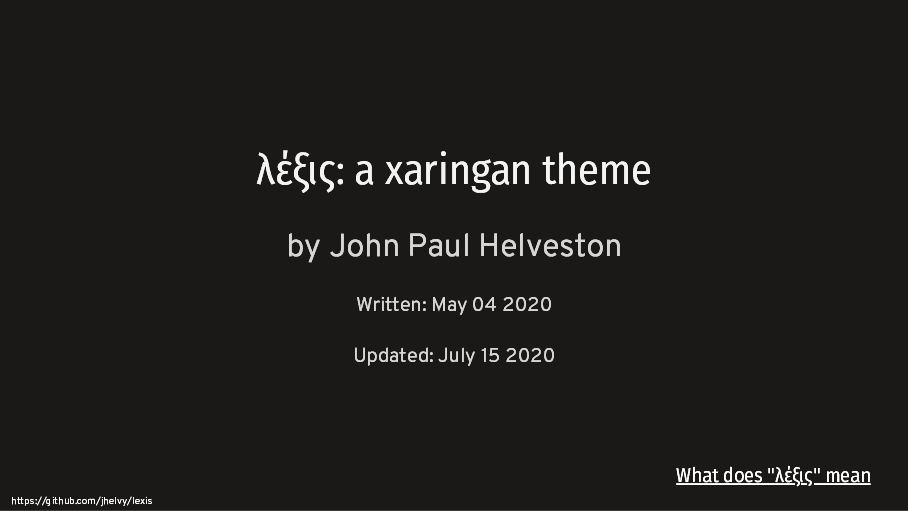 λέξις: a xaringan theme
by John Paul Helveston
Written: May 04 2020
Updated: July 15 2020
What does "λέξις" mean
https://github.com/jhelvy/lexis